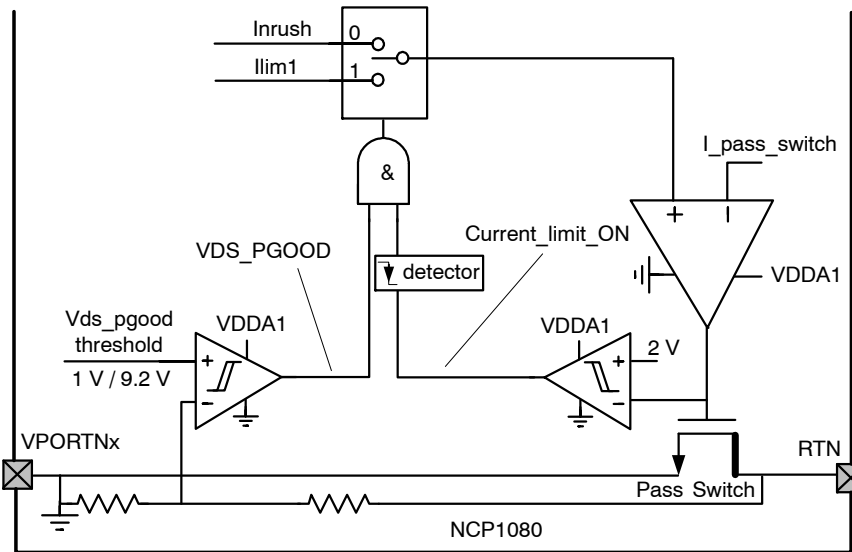 Inrush
0
Ilim1
1
I_pass_switch
&
+ –
VDS_PGOOD
Current_limit_ON
detector
VDDA1
Vds_pgood
threshold
VDDA1
VDDA1
+
+
2 V
1 V / 9.2 V
–
–
VPORTNx
RTN
Pass Switch
NCP1080